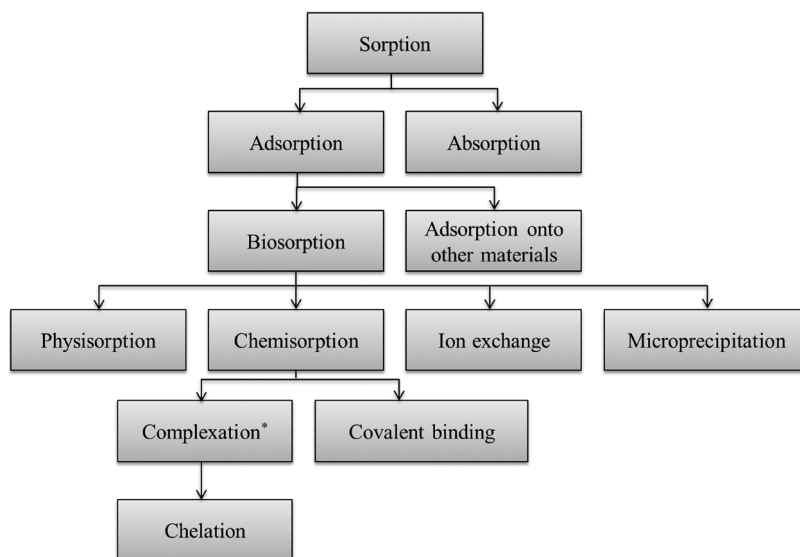 Sorption
Adsorption
Absorption
Biosorption
Adsorption onto
other materials
Physisorption
Chemisorption
Ion exchange
Microprecipitation
Complexation*
Covalent binding
Chelation